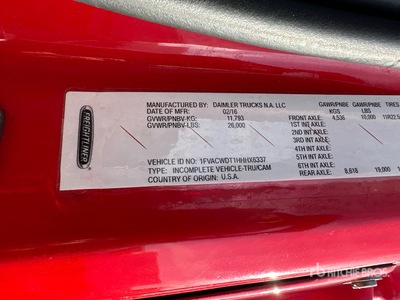 FREIGHTLINER
MANUFACTURED BY: DAIMLER TRUCKS N.A. LLC
DATE OF MFR: 02/16
GVWR/PNBV-KG: 11,793
GVWR/PNBV-LBS: 26,000
VEHICLE ID NO: 1FVACWDT1HHHX6337
TYPE: INCOMPLETE VEHICLE-TRU/CAM
COUNTRY OF ORIGIN: U.S.A.
GAWR/PNBE GAWR/PNBE TIRES
KGS LBS
FRONT AXLE: 4,536 10,000 11R22.5
1ST INT AXLE:
2ND INT AXLE:
3RD INT AXLE:
4TH INT AXLE:
5TH INT AXLE:
6TH INT AXLE:
REAR AXLE: 8,618 19,000
RITCHIE BROS.